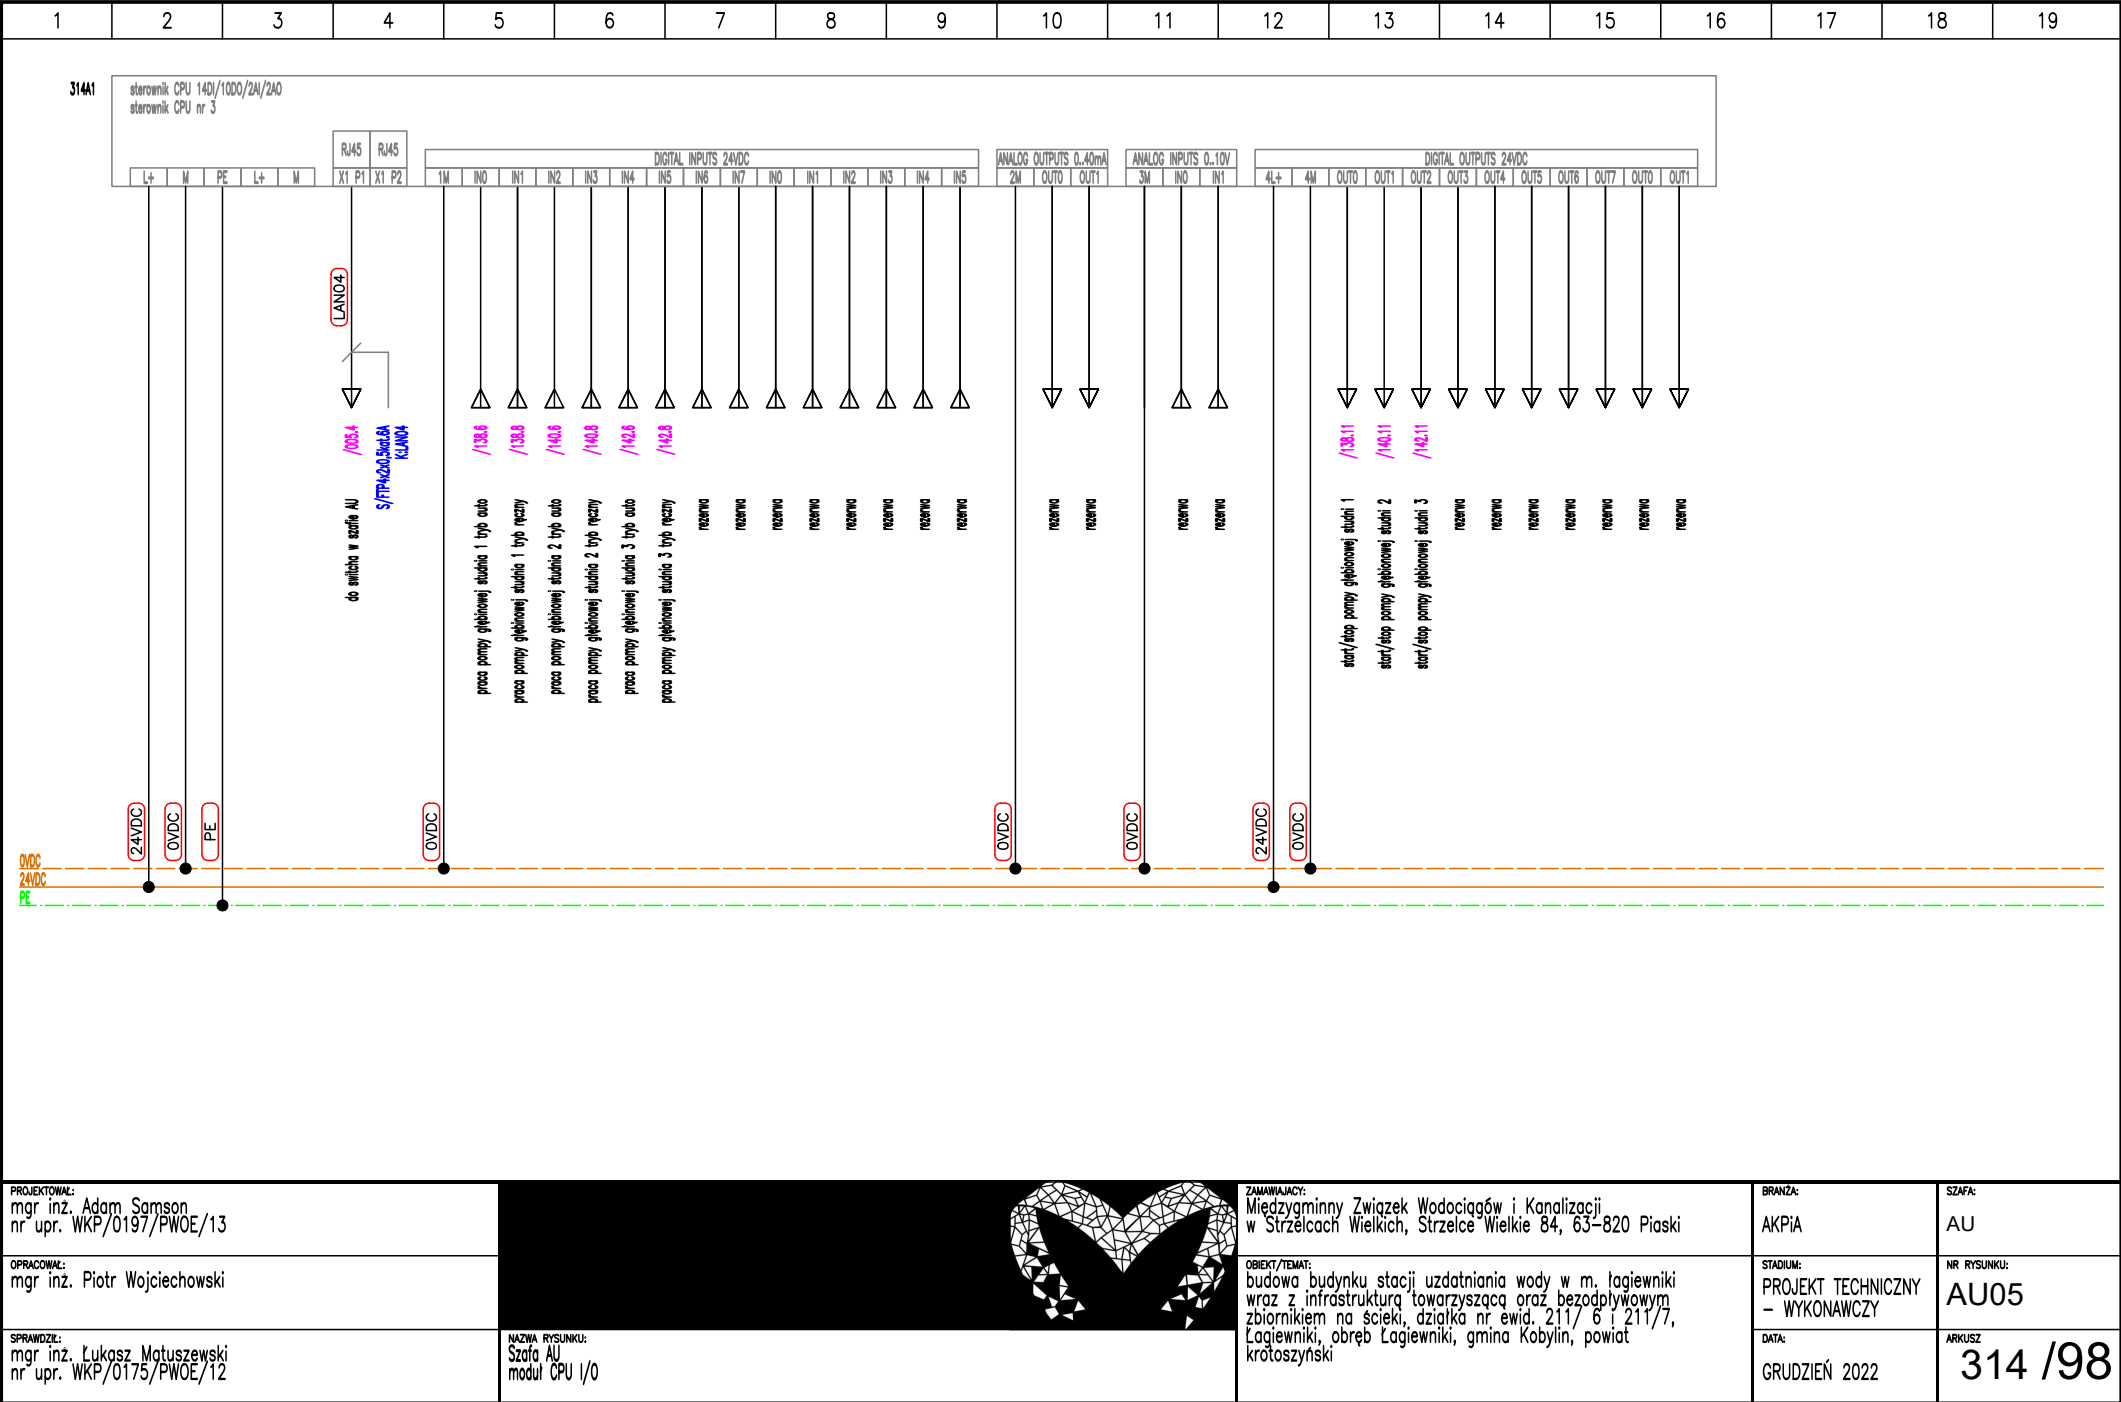 1 2 3 4 5 6 7 8 9 10 11 12 13 14 15 16 17 18 19
314A1
sterownik CPU 14DI/10DO/2AI/2AO
sterownik CPU nr 3
RJ45 RJ45
DIGITAL INPUTS 24VDC
ANALOG OUTPUTS 0..40mA
ANALOG INPUTS 0..10V
DIGITAL OUTPUTS 24VDC
L+ M PE L+ M X1 P1 X1 P2 1M IN0 IN1 IN2 IN3 IN4 IN5 IN6 IN7 IN0 IN1 IN2 IN3 IN4 IN5 2M OUT0 OUT1 3M IN0 IN1 4L+ 4M OUT0 OUT1 OUT2 OUT3 OUT4 OUT5 OUT6 OUT7 OUT0 OUT1
LAN04
/005.4
S/FTP4x2x0,5kat.6A
K:LAN04
/138.6
/138.8
/140.6
/140.8
/142.6
/142.8
/138.11
/140.11
/142.11
do switcha w szafie AU
praca pompy głębinowej studnia 1 tryb auto
praca pompy głębinowej studnia 1 tryb ręczny
praca pompy głębinowej studnia 2 tryb auto
praca pompy głębinowej studnia 2 tryb ręczny
praca pompy głębinowej studnia 3 tryb auto
praca pompy głębinowej studnia 3 tryb ręczny
rezerwa
rezerwa
rezerwa
rezerwa
rezerwa
rezerwa
rezerwa
rezerwa
rezerwa
rezerwa
rezerwa
rezerwa
start/stop pompy głębionowej studni 1
start/stop pompy głębionowej studni 2
start/stop pompy głębionowej studni 3
rezerwa
rezerwa
rezerwa
rezerwa
rezerwa
rezerwa
rezerwa
24VDC
0VDC
PE
0VDC
0VDC
0VDC
24VDC
0VDC
0VDC
24VDC
PE
PROJEKTOWAŁ:
mgr inż. Adam Samson
nr upr. WKP/0197/PWOE/13
OPRACOWAŁ:
mgr inż. Piotr Wojciechowski
SPRAWDZIŁ:
mgr inż. Łukasz Matuszewski
nr upr. WKP/0175/PWOE/12
NAZWA RYSUNKU:
Szafa AU
moduł CPU I/O
ZAMAWIAJACY:
Międzygminny Związek Wodociągów i Kanalizacji
w Strzelcach Wielkich, Strzelce Wielkie 84, 63-820 Piaski
OBIEKT/TEMAT:
budowa budynku stacji uzdatniania wody w m. łagiewniki
wraz z infrastrukturą towarzyszącą oraz bezodpływowym
zbiornikiem na ścieki, działka nr ewid. 211/ 6 i 211/7,
Łagiewniki, obręb Łagiewniki, gmina Kobylin, powiat
krotoszyński
BRANŻA:
AKPiA
STADIUM:
PROJEKT TECHNICZNY
- WYKONAWCZY
DATA:
GRUDZIEŃ 2022
SZAFA:
AU
NR RYSUNKU:
AU05
ARKUSZ
314 /98